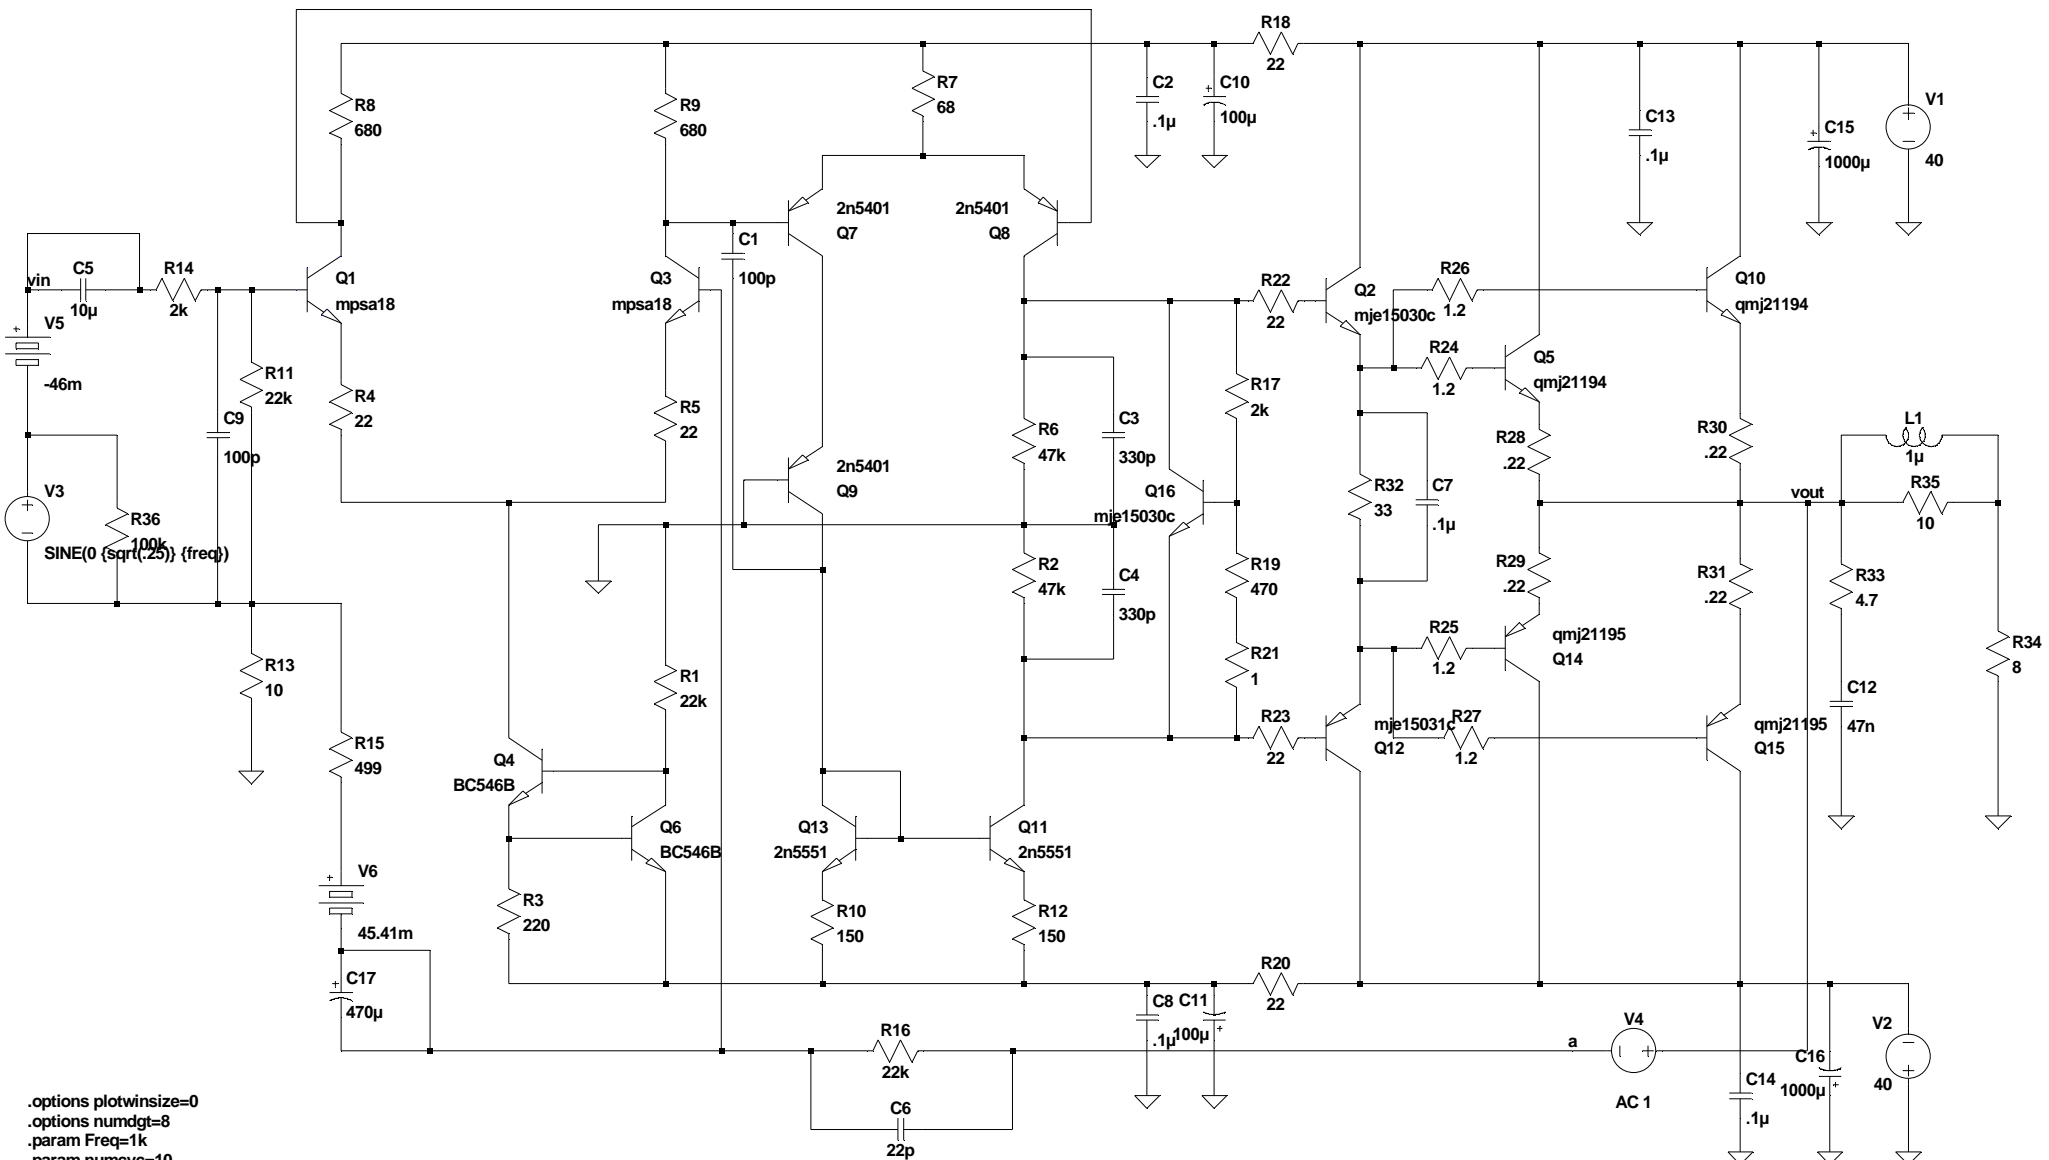 R18
22
R8
680
R9
680
R7
68
C2
.1µ
C10
100µ
C13
.1µ
C15
1000µ
V1
40
2n5401
Q7
2n5401
Q8
C1
100p
vin
C5
10µ
R14
2k
Q1
mpsa18
Q3
mpsa18
R22
22
Q2
mje15030c
R26
1.2
Q10
qmj21194
V5
-46m
R11
22k
R4
22
R5
22
R24
1.2
Q5
qmj21194
R17
2k
C9
100p
R6
47k
C3
330p
R28
.22
R30
.22
L1
1µ
2n5401
Q9
Q16
mje15030c
R32
33
C7
.1µ
vout
R35
10
V3
SINE(0 {sqrt(.25)} {freq})
R36
100k
R2
47k
C4
330p
R19
470
R29
.22
R31
.22
R33
4.7
R13
10
R1
22k
R21
1
R25
1.2
qmj21195
Q14
R34
8
C12
47n
R15
499
Q4
BC546B
R23
22
mje15031c
Q12
R27
1.2
qmj21195
Q15
Q6
BC546B
Q13
2n5551
Q11
2n5551
V6
45.41m
R3
220
R10
150
R12
150
C17
470µ
R20
22
C8
.1µ
C11
100µ
R16
22k
a
V4
AC 1
C16
1000µ
V2
40
C14
.1µ
C6
22p
.options plotwinsize=0
.options numdgt=8
.param Freq=1k
.param numcyc=10